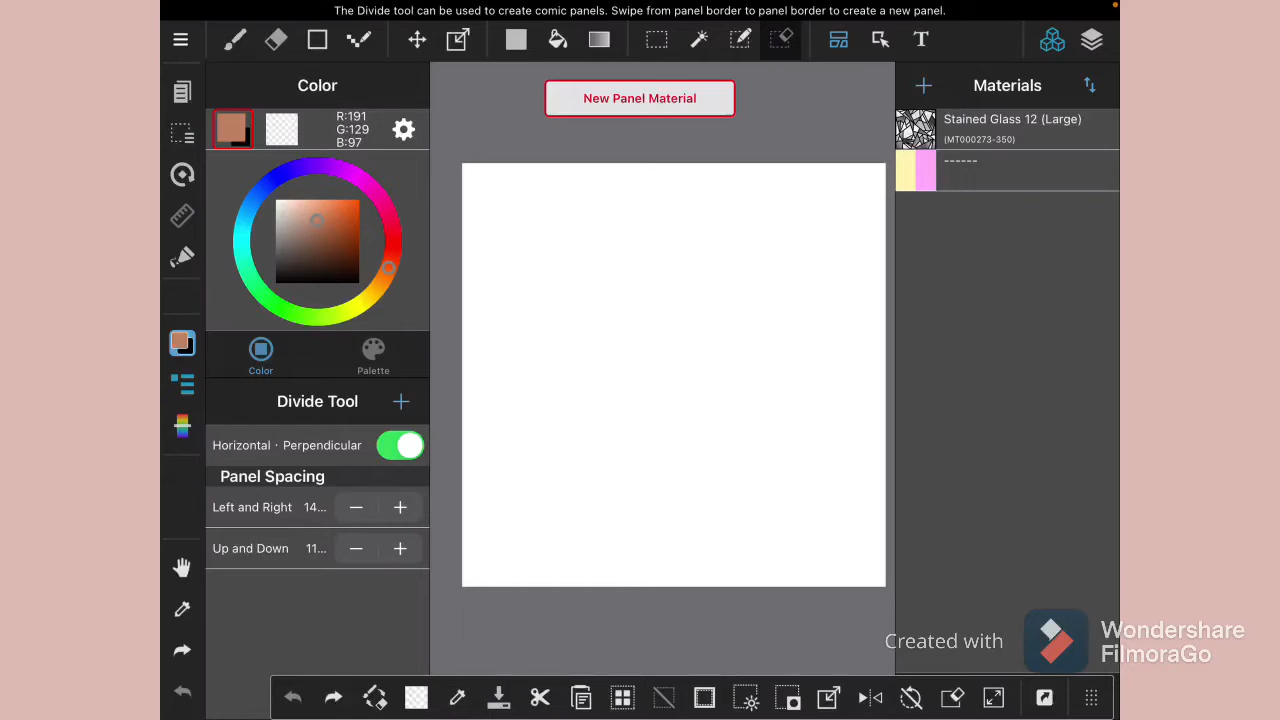 The Divide tool can be used to create comic panels. Swipe from panel border to panel border to create a new panel.
T
Color
New Panel Material
Materials
R:191
G:129
B:97
Stained Glass 12 (Large)
(MT000273-350)
------
Color
Palette
Divide Tool
Horizontal · Perpendicular
Panel Spacing
Left and Right 14...
Up and Down 11...
Created with
Wondershare
FilmoraGo